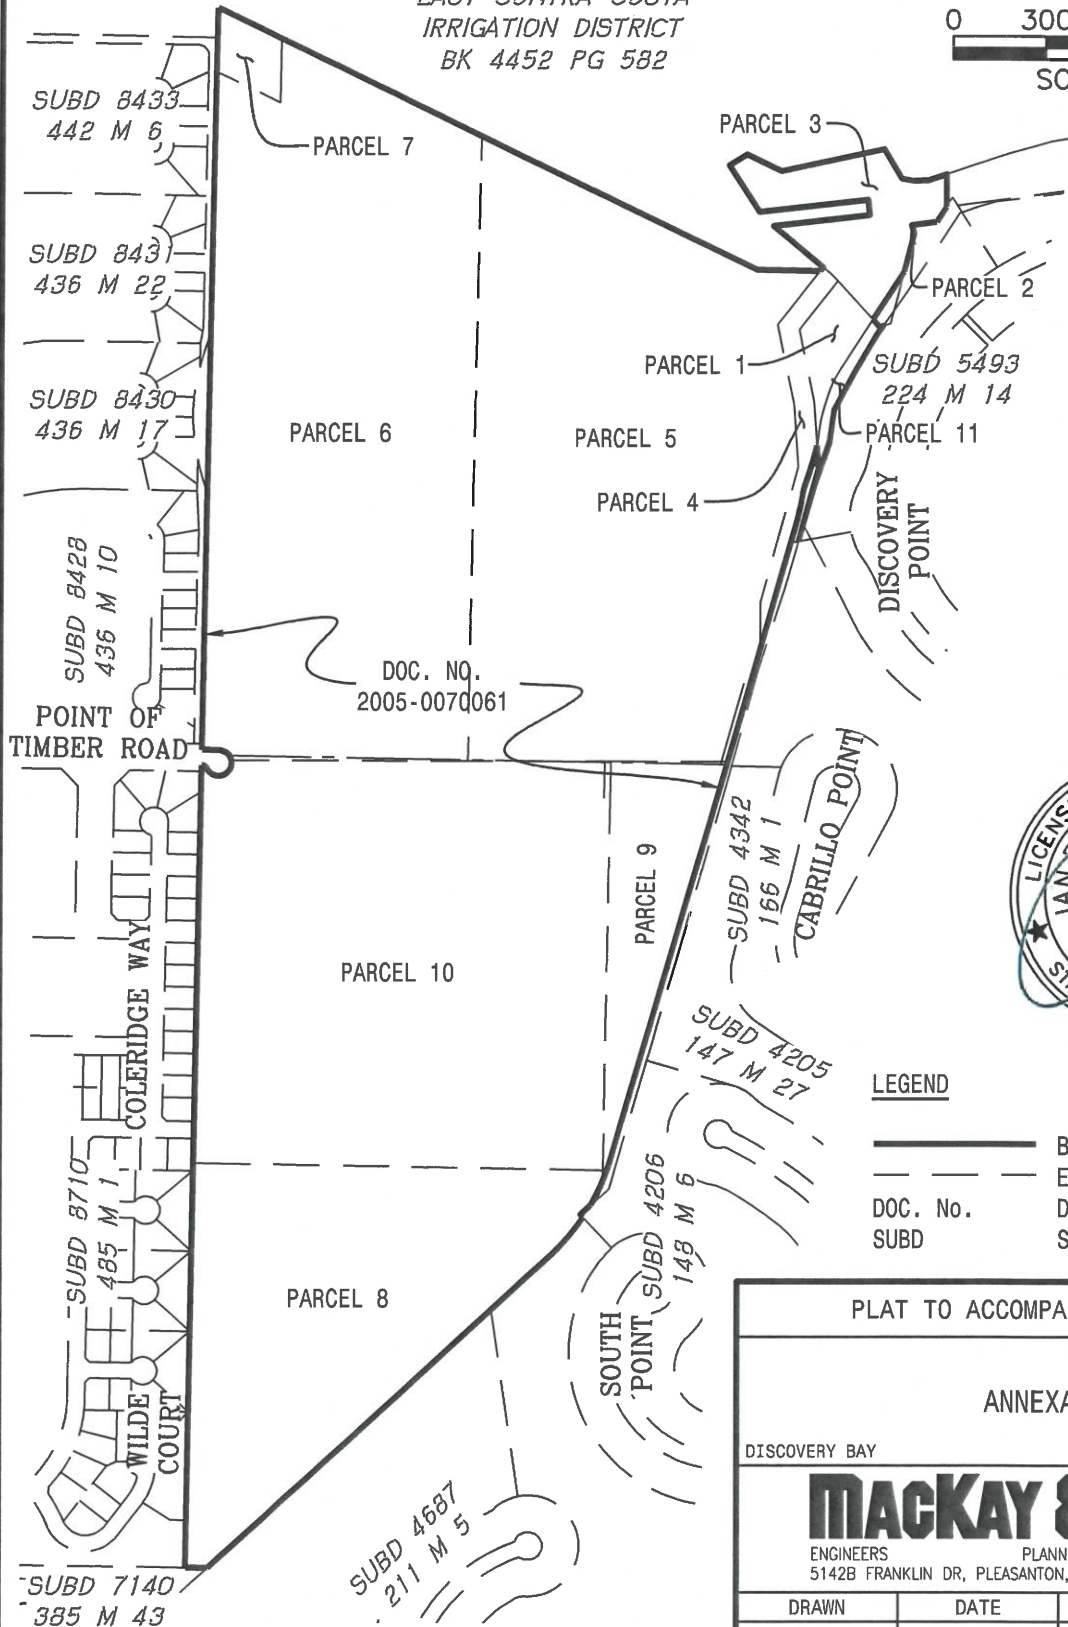 IRRIGATION DISTRICT
BK 4452 PG 582
0 300
SUBD 8433
442 M 6
PARCEL 7
PARCEL 3
SUBD 8431
436 M 22
PARCEL 2
PARCEL 1
SUBD 5493
224 M 14
SUBD 8430
436 M 17
PARCEL 6
PARCEL 5
PARCEL 11
PARCEL 4
DISCOVERY
POINT
SUBD 8428
436 M 10
DOC. NO.
2005-0070061
POINT OF
TIMBER ROAD
CABRILLO POINT
SUBD 4342
166 M 1
PARCEL 9
PARCEL 10
COLERIDGE WAY
SUBD 4205
147 M 27
LICENS
IAN
LEGEND
B
E
DOC. No. D
SUBD S
SUBD 4206
148 M 6
SUBD 8710
485 M 1
PARCEL 8
SOUTH
POINT
WILDE
COURT
SUBD 4687
211 M 5
SUBD 7140
385 M 43
PLAT TO ACCOMPA
ANNEXA
DISCOVERY BAY
MACKAY &
ENGINEERS PLANN
5142B FRANKLIN DR, PLEASANTON,
DRAWN DATE